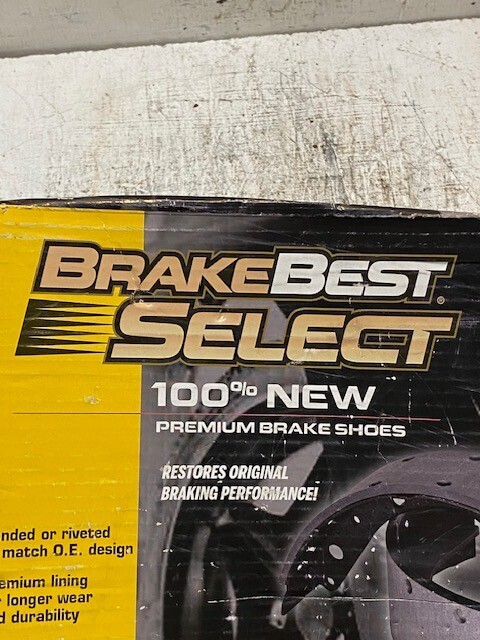 BRAKEBEST®
SELECT
100% NEW
PREMIUM BRAKE SHOES
RESTORES ORIGINAL
BRAKING PERFORMANCE!
nded or riveted
match O.E. design
emium lining
longer wear
d durability